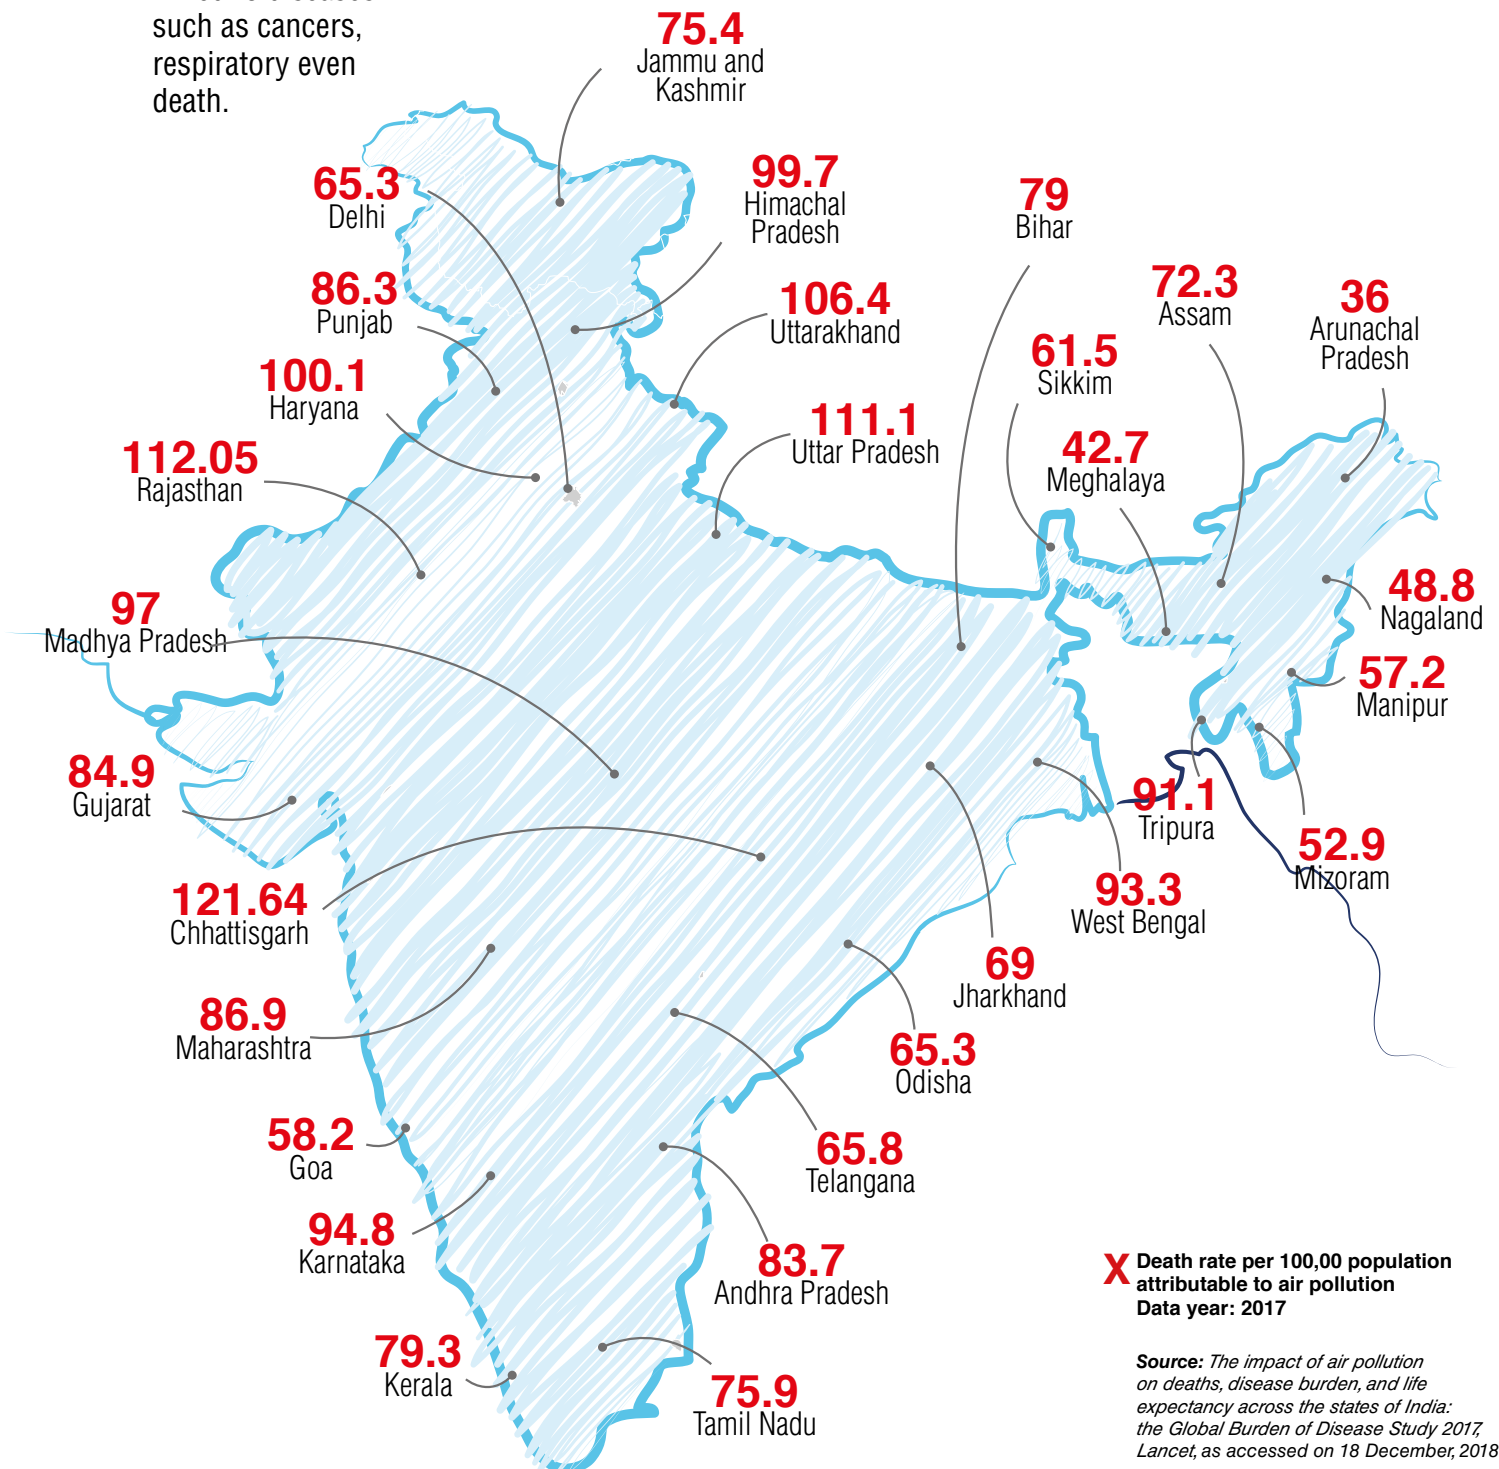 such as cancers,
respiratory even
death.
75.4
Jammu and
Kashmir
65.3
Delhi
99.7
Himachal
Pradesh
79
Bihar
86.3
Punjab
106.4
Uttarakhand
72.3
Assam
36
Arunachal
Pradesh
100.1
Haryana
61.5
Sikkim
111.1
Uttar Pradesh
42.7
Meghalaya
112.05
Rajasthan
48.8
Nagaland
97
Madhya Pradesh
57.2
Manipur
84.9
Gujarat
91.1
Tripura
52.9
Mizoram
121.64
Chhattisgarh
93.3
West Bengal
69
Jharkhand
86.9
Maharashtra
65.3
Odisha
58.2
Goa
65.8
Telangana
94.8
Karnataka
83.7
Andhra Pradesh
79.3
Kerala
75.9
Tamil Nadu
X Death rate per 100,00 population
attributable to air pollution
Data year: 2017
Source: The impact of air pollution
on deaths, disease burden, and life
expectancy across the states of India:
the Global Burden of Disease Study 2017,
Lancet, as accessed on 18 December, 2018